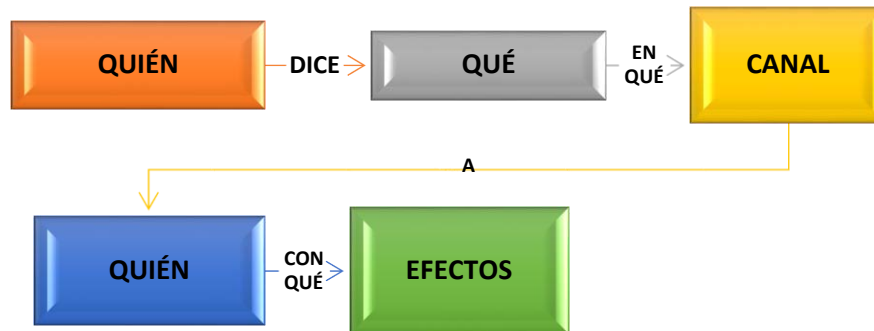 QUIÉN
DICE
QUÉ
EN
QUÉ
CANAL
A
QUIÉN
CON
QUÉ
EFECTOS